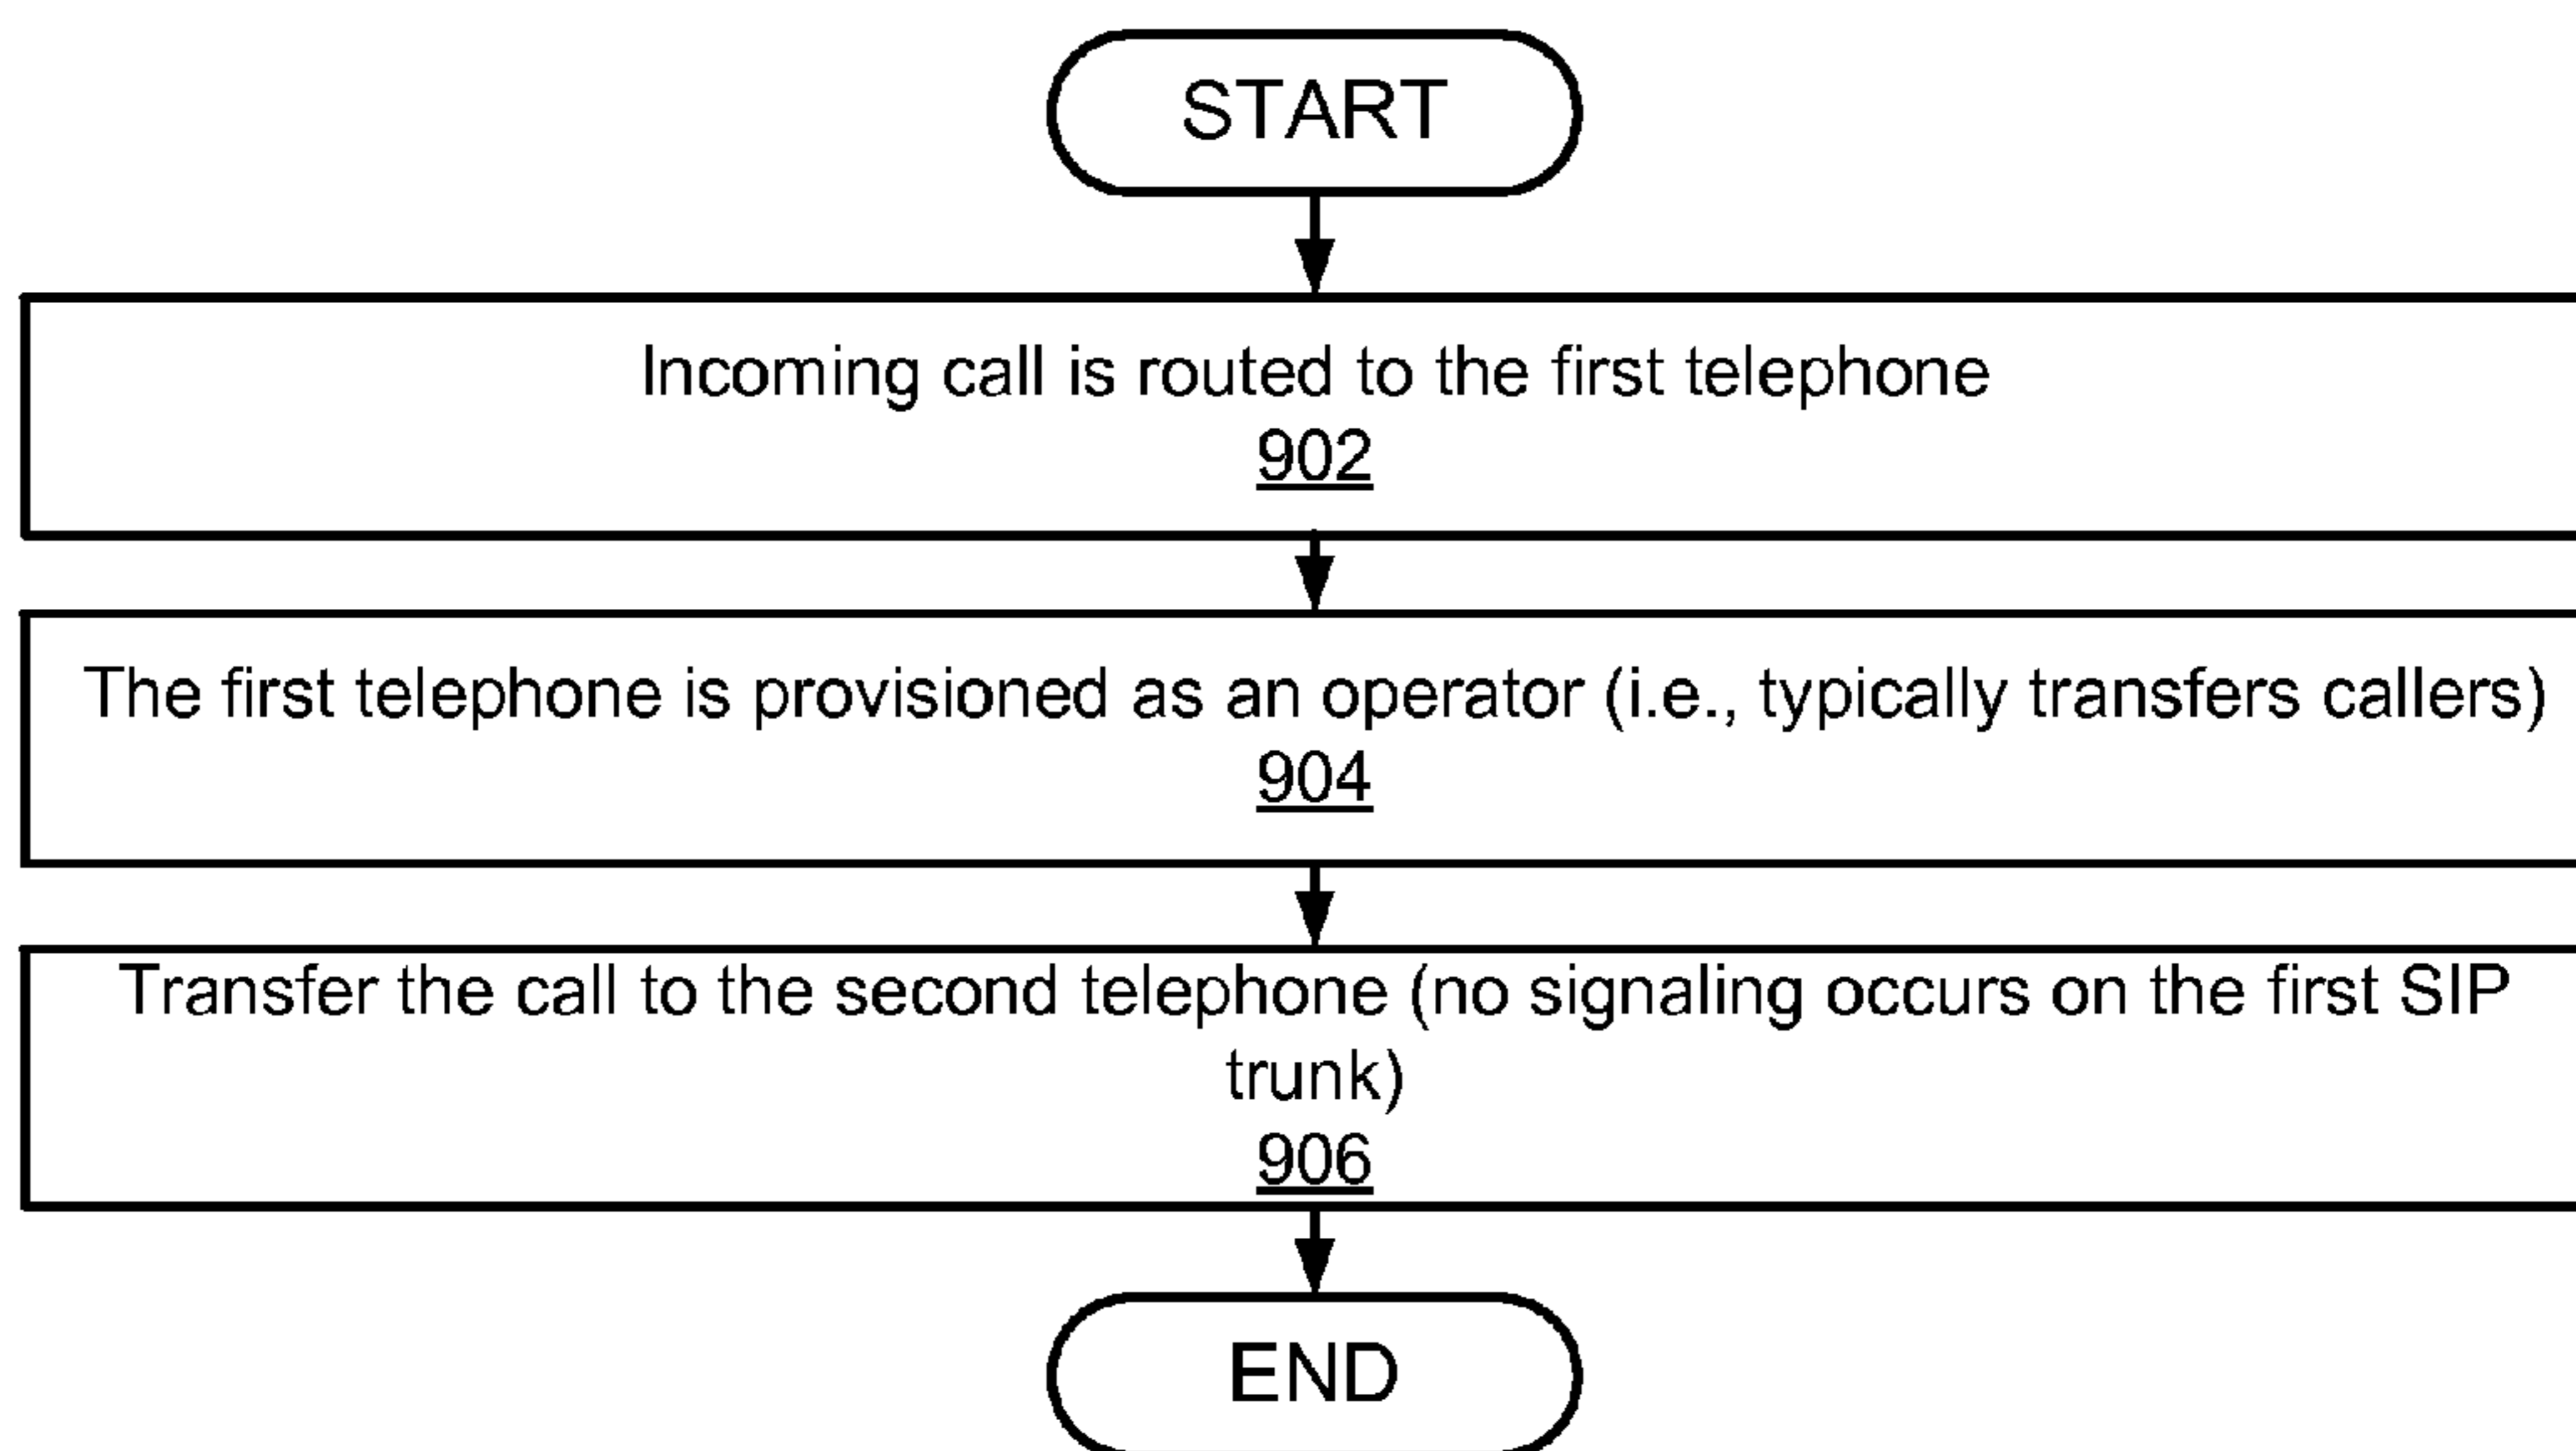 START
Incoming call is routed to the first telephone
902
The first telephone is provisioned as an operator (i.e., typically transfers callers)
904
Transfer the call to the second telephone (no signaling occurs on the first SIP
trunk)
906
END